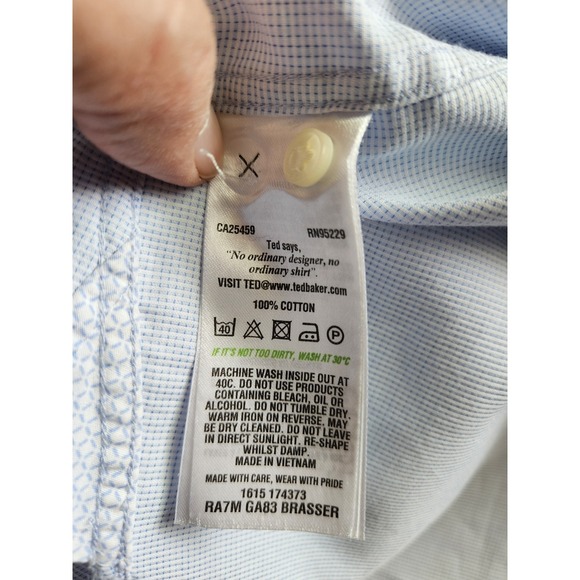 CA25459 RN95229
Ted says,
"No ordinary designer, no
ordinary shirt".
VISIT TED@www.tedbaker.com
100% COTTON
40 P
IF IT'S NOT TOO DIRTY, WASH AT 30°C
MACHINE WASH INSIDE OUT AT
40C. DO NOT USE PRODUCTS
CONTAINING BLEACH, OIL OR
ALCOHOL. DO NOT TUMBLE DRY.
WARM IRON ON REVERSE. MAY
BE DRY CLEANED. DO NOT LEAVE
IN DIRECT SUNLIGHT. RE-SHAPE
WHILST DAMP.
MADE IN VIETNAM
MADE WITH CARE, WEAR WITH PRIDE
1615 174373
RA7M GA83 BRASSER